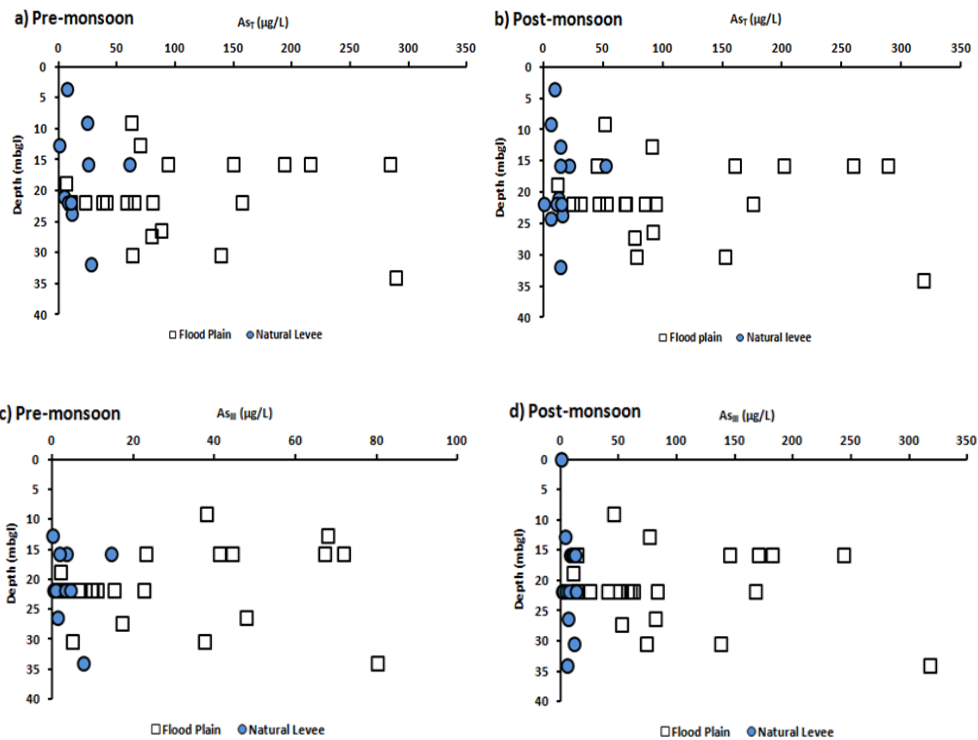 a) Pre-monsoon
AsT (µg/L)
0 50 100 150 200 250 300 350
0
5
10
15
20
25
30
35
40
Depth (mbgl)
Flood Plain Natural Levee
b) Post-monsoon
AsT (µg/L)
0 50 100 150 200 250 300 350
0
5
10
15
20
25
30
35
40
Depth (mbgl)
Flood plain Natural levee
c) Pre-monsoon
AsIII (µg/L)
0 20 40 60 80 100
0
5
10
15
20
25
30
35
40
Depth (mbgl)
Flood Plain Natural Levee
d) Post-monsoon
AsIII (µg/L)
0 50 100 150 200 250 300 350
0
5
10
15
20
25
30
35
40
Depth (mbgl)
Flood Plain Natural Levee